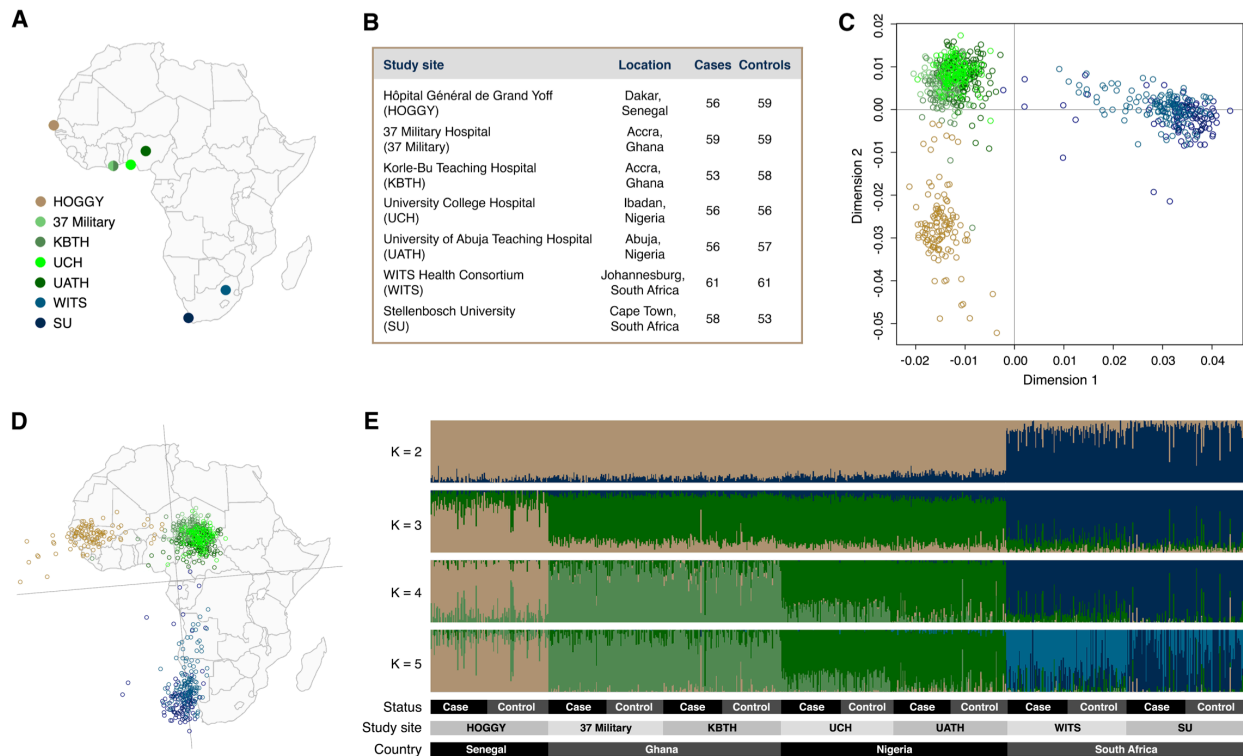 A
HOGGY
37 Military
KBTH
UCH
UATH
WITS
SU
B
Study site Location Cases Controls
Hôpital Général de Grand Yoff
(HOGGY)
Dakar,
Senegal
56 59
37 Military Hospital
(37 Military)
Accra,
Ghana
59 59
Korle-Bu Teaching Hospital
(KBTH)
Accra,
Ghana
53 58
University College Hospital
(UCH)
Ibadan,
Nigeria
56 56
University of Abuja Teaching Hospital
(UATH)
Abuja,
Nigeria
56 57
WITS Health Consortium
(WITS)
Johannesburg,
South Africa
61 61
Stellenbosch University
(SU)
Cape Town,
South Africa
58 53
C
0.02
0.01
0.00
-0.01
-0.02
-0.03
-0.04
-0.05
Dimension 2
-0.02 -0.01 0.00 0.01 0.02 0.03 0.04
Dimension 1
D
E
K = 2
K = 3
K = 4
K = 5
Status Case Control Case Control Case Control Case Control Case Control Case Control Case Control
Study site HOGGY 37 Military KBTH UCH UATH WITS SU
Country Senegal Ghana Nigeria South Africa